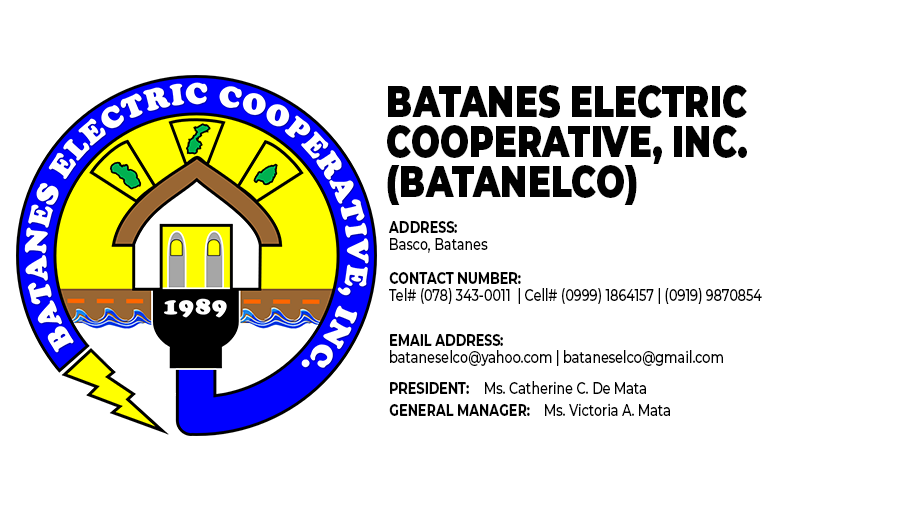 BATANES ELECTRIC COOPERATIVE, INC.
1989
BATANES ELECTRIC
COOPERATIVE, INC.
(BATANELCO)
ADDRESS:
Basco, Batanes
CONTACT NUMBER:
Tel# (078) 343-0011 | Cell# (0999) 1864157 | (0919) 9870854
EMAIL ADDRESS:
bataneselco@yahoo.com | bataneselco@gmail.com
PRESIDENT: Ms. Catherine C. De Mata
GENERAL MANAGER: Ms. Victoria A. Mata